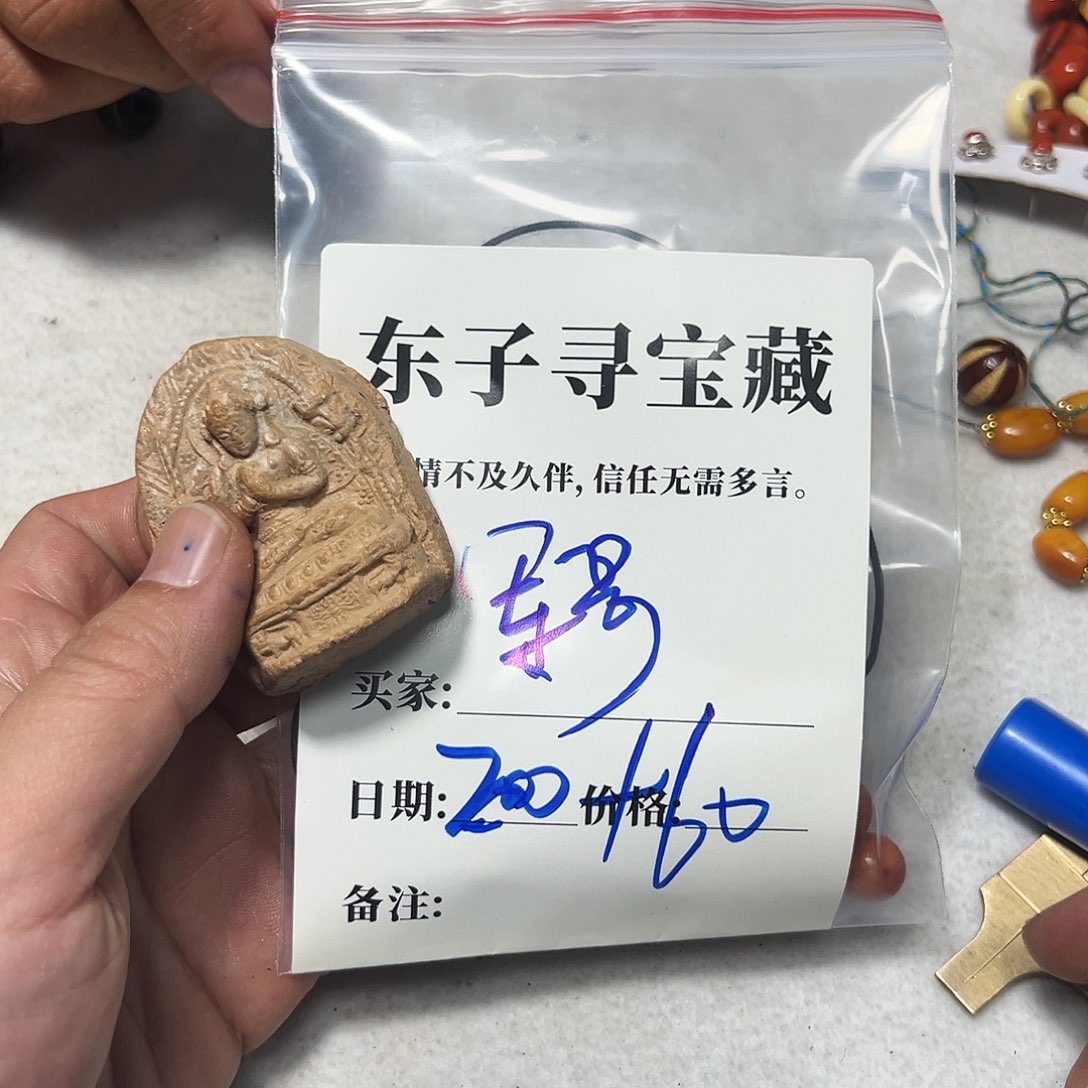 东子寻宝藏
情不及久伴, 信任无需多言。
买家:
日期: 200 价格: 160
备注: